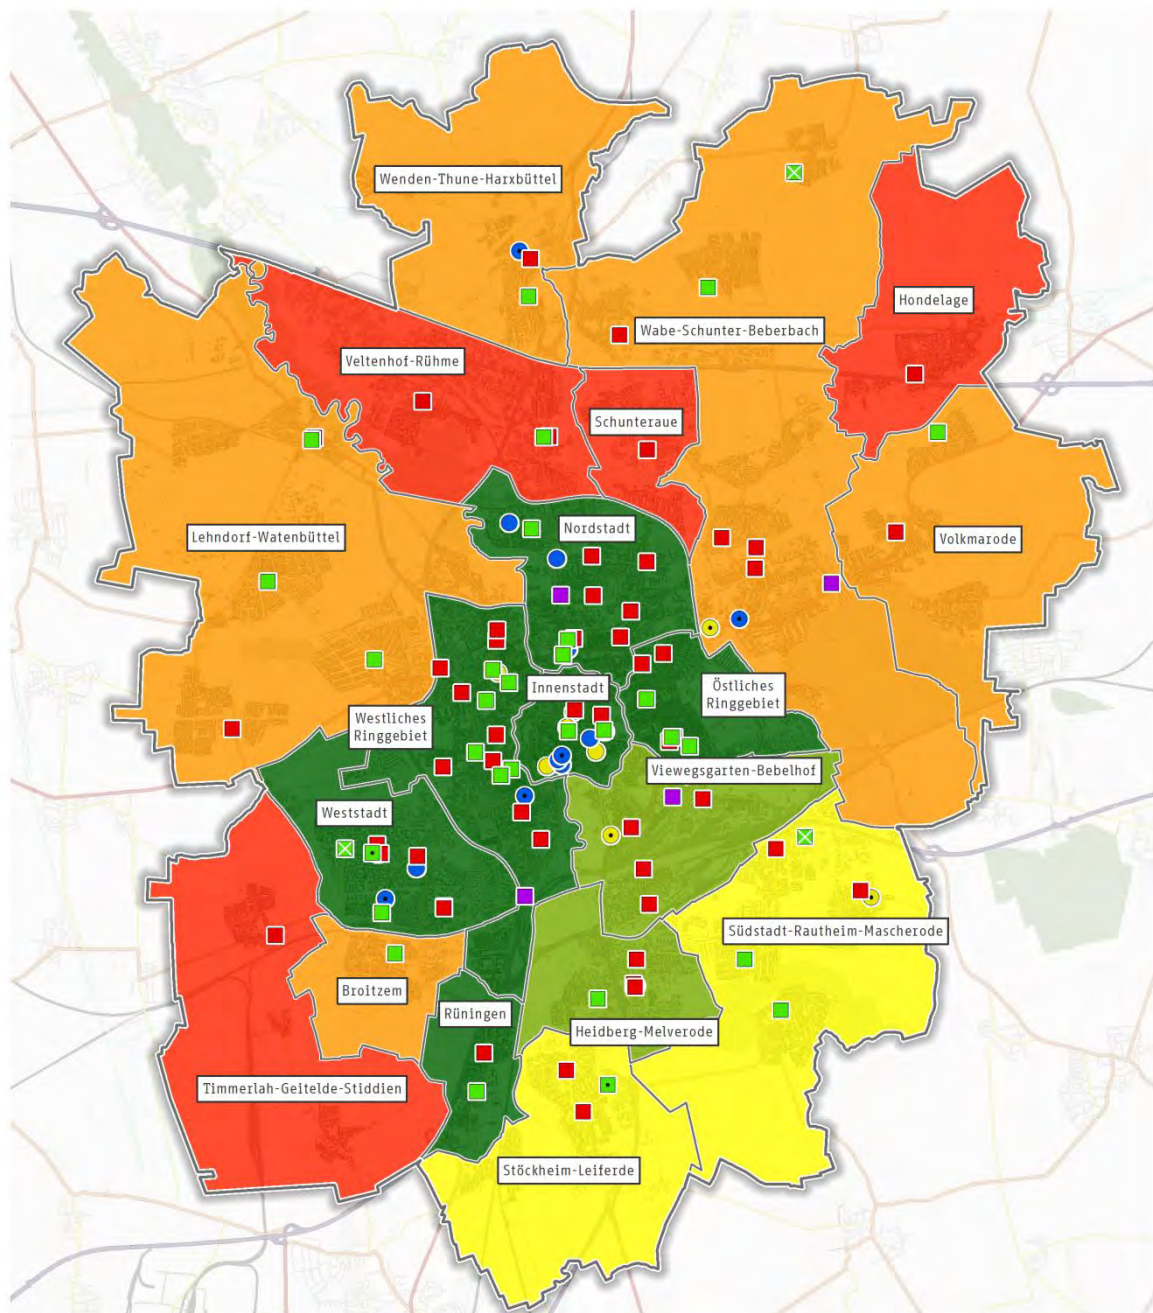 Wenden-Thune-Harxbüttel
Hondelage
Wabe-Schunter-Beberbach
Veltenhof-Rühme
Schunteraue
Nordstadt
Lehndorf-Watenbüttel
Volkmarode
Innenstadt
Östliches
Ringgebiet
Westliches
Ringgebiet
Viewegsgarten-Bebelhof
Weststadt
Südstadt-Rautheim-Mascherode
Broitzem
Rüningen
Heidberg-Melverode
Timmerlah-Geitelde-Stiddien
Stöckheim-Leiferde